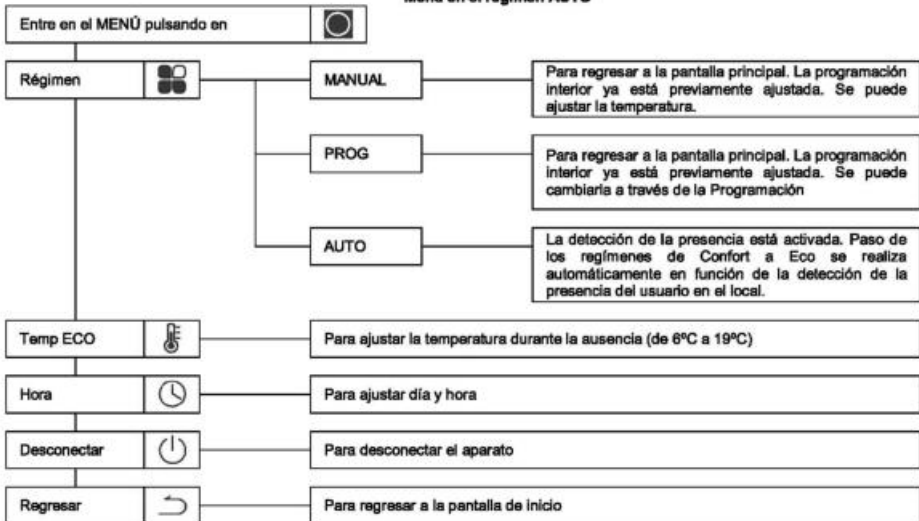 Menú en el régimen AUTO
Entre en el MENÚ pulsando en
Régimen
MANUAL
Para regresar a la pantalla principal. La programación
interior ya está previamente ajustada. Se puede
ajustar la temperatura.
PROG
Para regresar a la pantalla principal. La programación
interior ya está previamente ajustada. Se puede
cambiarla a través de la Programación
AUTO
La detección de la presencia está activada. Paso de
los regímenes de Confort a Eco se realiza
automáticamente en función de la detección de la
presencia del usuario en el local.
Temp ECO
Para ajustar la temperatura durante la ausencia (de 6ºC a 19ºC)
Hora
Para ajustar día y hora
Desconectar
Para desconectar el aparato
Regresar
Para regresar a la pantalla de inicio